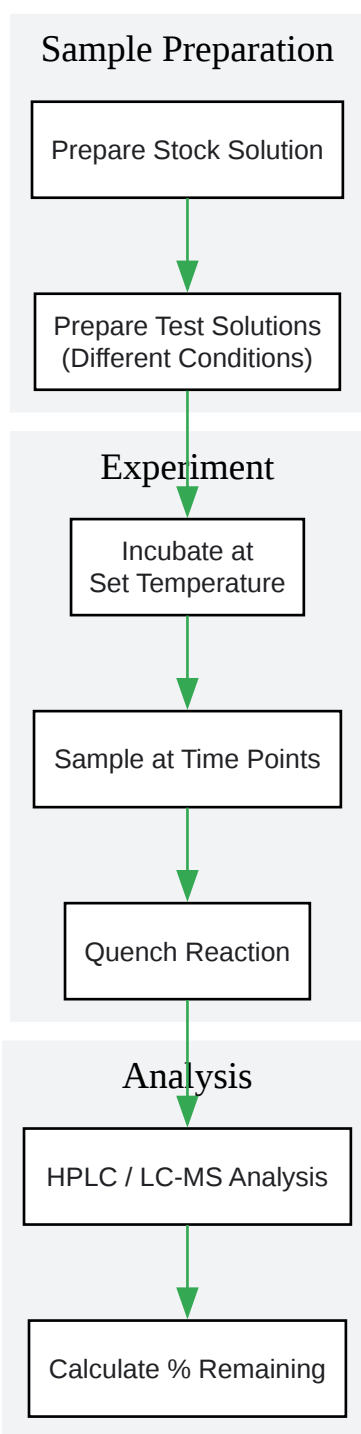 Sample Preparation
Prepare Stock Solution
Prepare Test Solutions
(Different Conditions)
Experiment
Incubate at
Set Temperature
Sample at Time Points
Quench Reaction
Analysis
HPLC / LC-MS Analysis
Calculate % Remaining